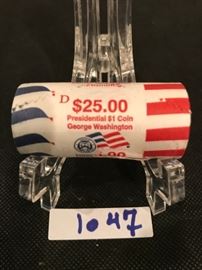 D
$25.00
Presidential $1 Coin
George Washington
1047